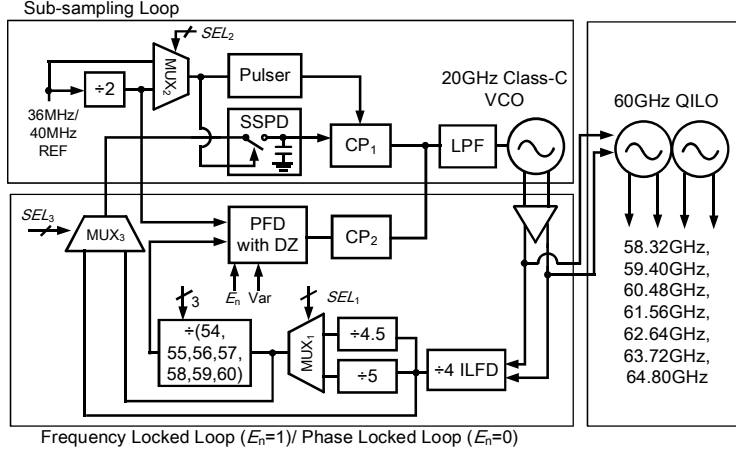 Sub-sampling Loop
SEL2
MUX2
÷2
Pulser
36MHz/
40MHz
REF
SSPD
CP1
LPF
20GHz Class-C
VCO
60GHz QILO
SEL3
MUX3
PFD
with DZ
CP2
En
Var
3
SEL1
÷(54,
55,56,57,
58,59,60)
MUX1
÷4.5
÷5
÷4 ILFD
58.32GHz,
59.40GHz,
60.48GHz,
61.56GHz,
62.64GHz,
63.72GHz,
64.80GHz
Frequency Locked Loop (En=1)/ Phase Locked Loop (En=0)